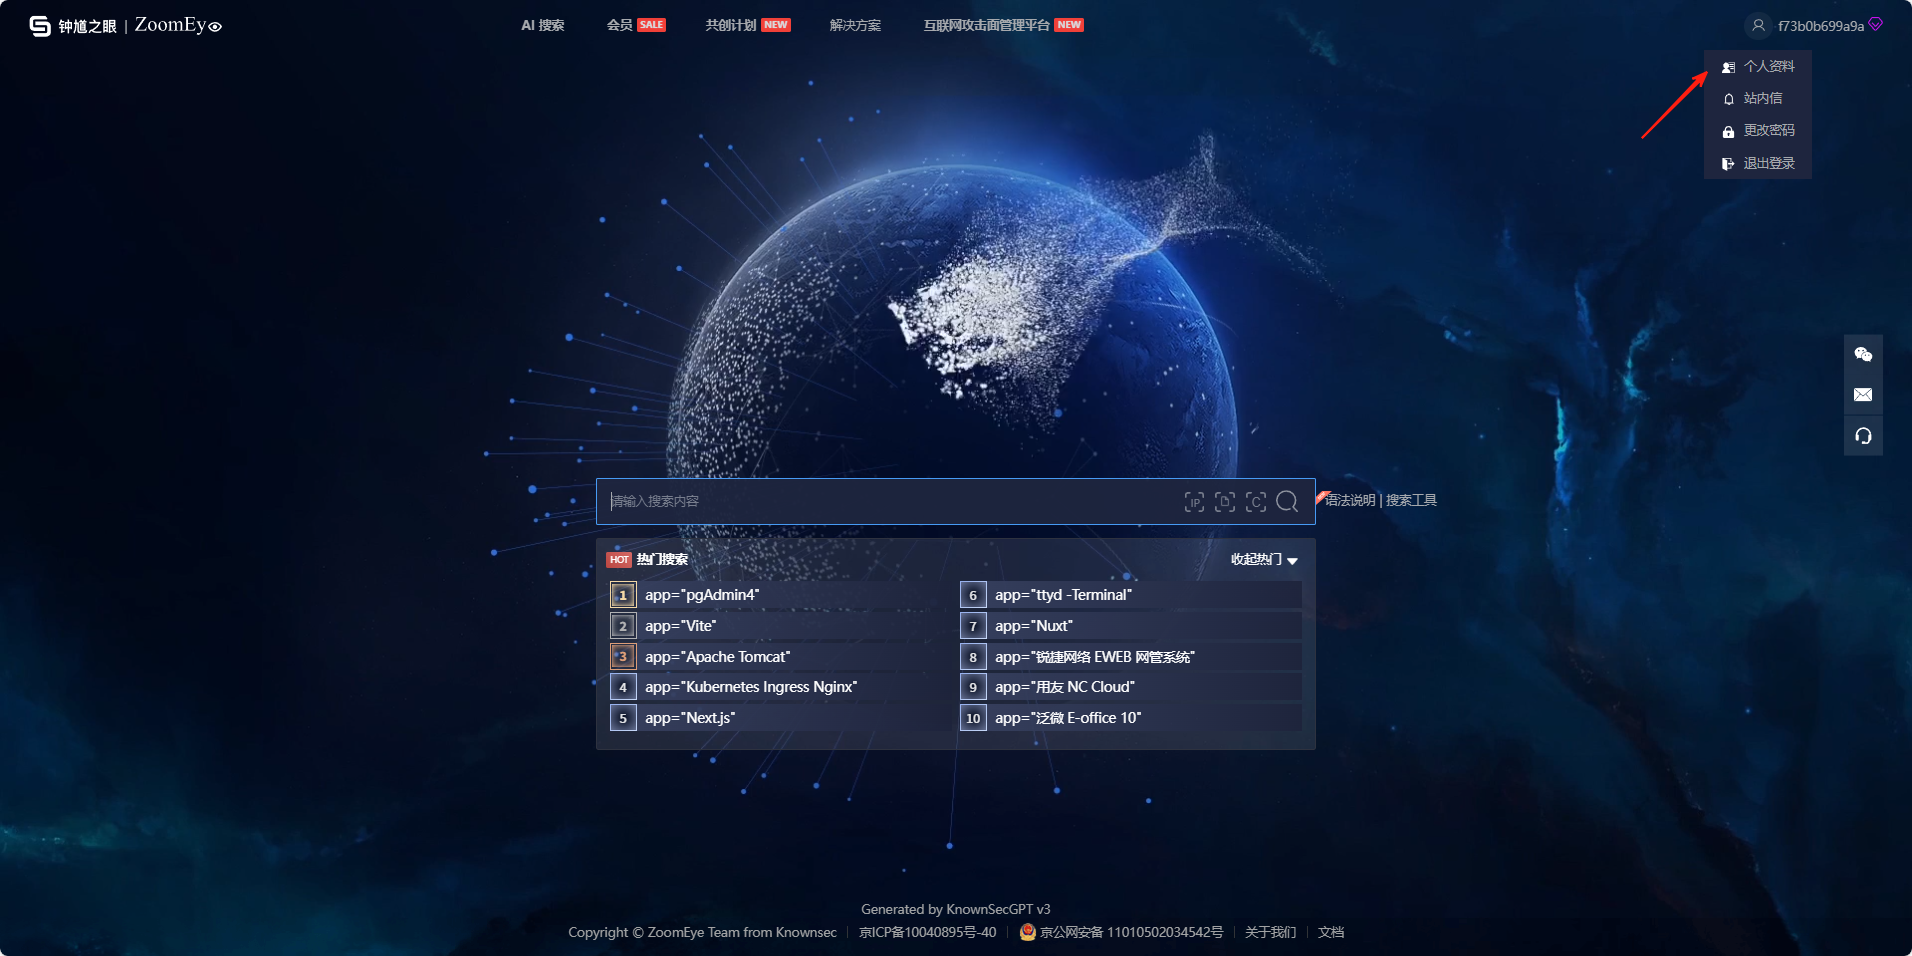 钟馗之眼 | ZoomEye
AI 搜索
会员 SALE
共创计划 NEW
解决方案
互联网攻击面管理平台 NEW
f73b0b699a9a
个人资料
站内信
更改密码
退出登录
请输入搜索内容
IP
C
语法说明 | 搜索工具
HOT 热门搜索
收起热门
1 app="pgAdmin4"
2 app="Vite"
3 app="Apache Tomcat"
4 app="Kubernetes Ingress Nginx"
5 app="Next.js"
6 app="ttyd -Terminal"
7 app="Nuxt"
8 app="锐捷网络 EWEB 网管系统"
9 app="用友 NC Cloud"
10 app="泛微 E-office 10"
Generated by KnownSecGPT v3
Copyright © ZoomEye Team from Knownsec | 京ICP备10040895号-40 | 京公网安备 11010502034542号 | 关于我们 | 文档